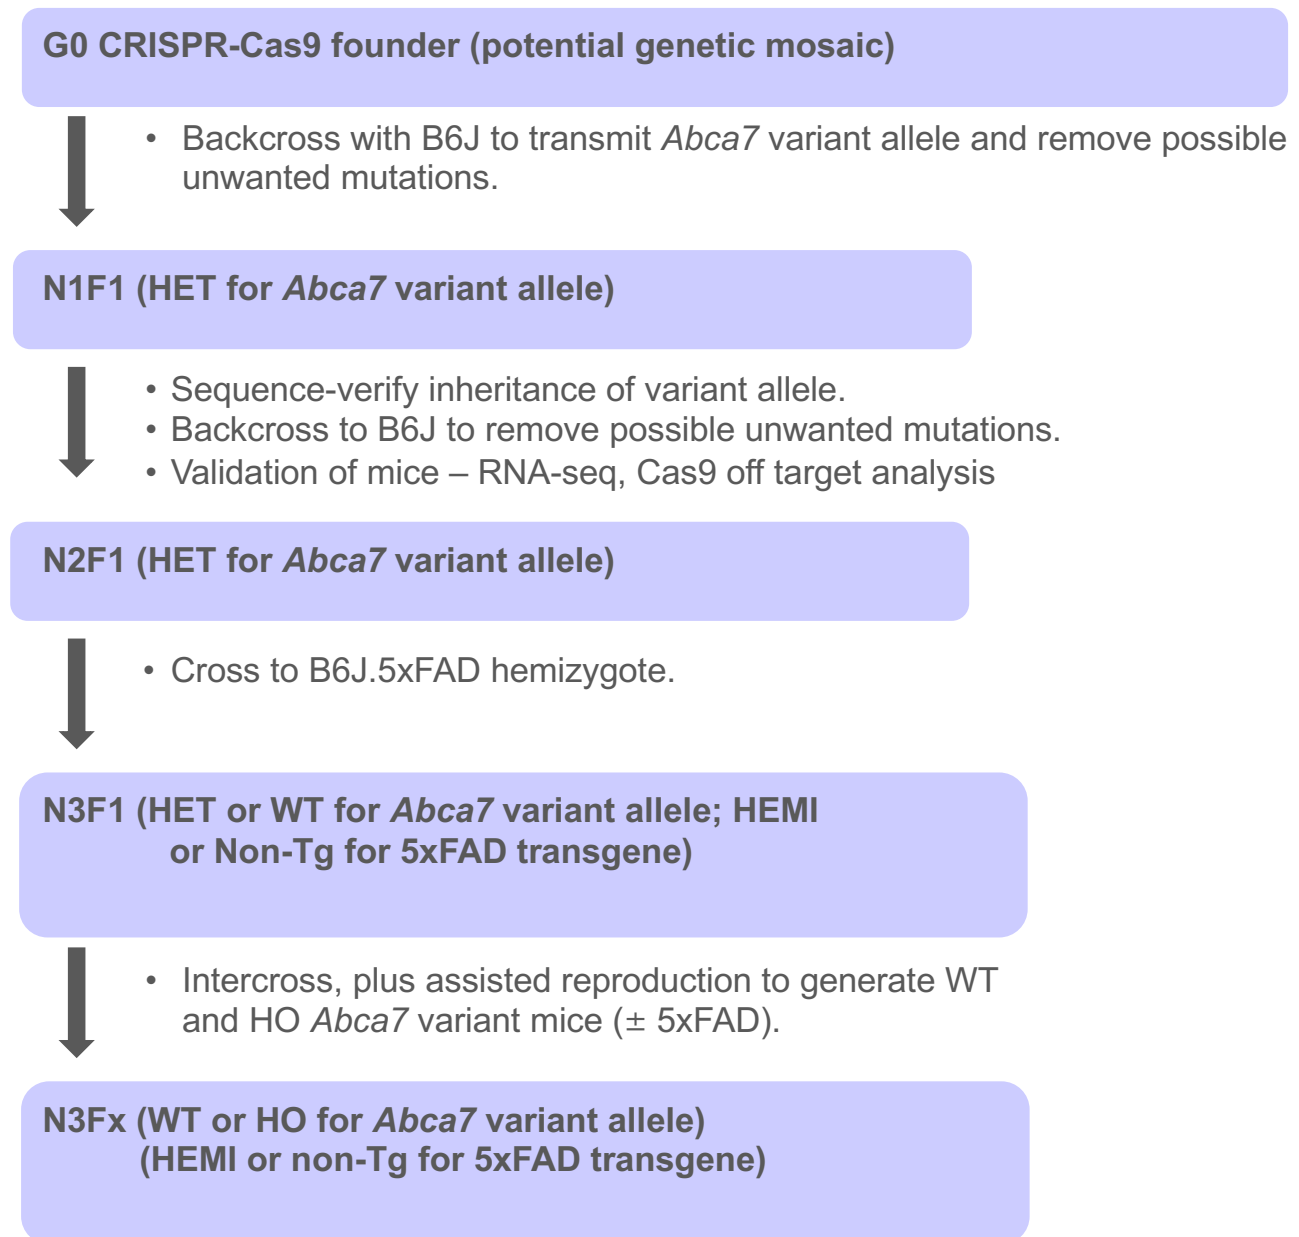 G0 CRISPR-Cas9 founder (potential genetic mosaic)
• Backcross with B6J to transmit Abca7 variant allele and remove possible
unwanted mutations.
N1F1 (HET for Abca7 variant allele)
• Sequence-verify inheritance of variant allele.
• Backcross to B6J to remove possible unwanted mutations.
• Validation of mice – RNA-seq, Cas9 off target analysis
N2F1 (HET for Abca7 variant allele)
• Cross to B6J.5xFAD hemizygote.
N3F1 (HET or WT for Abca7 variant allele; HEMI
or Non-Tg for 5xFAD transgene)
• Intercross, plus assisted reproduction to generate WT
and HO Abca7 variant mice (± 5xFAD).
N3Fx (WT or HO for Abca7 variant allele)
(HEMI or non-Tg for 5xFAD transgene)